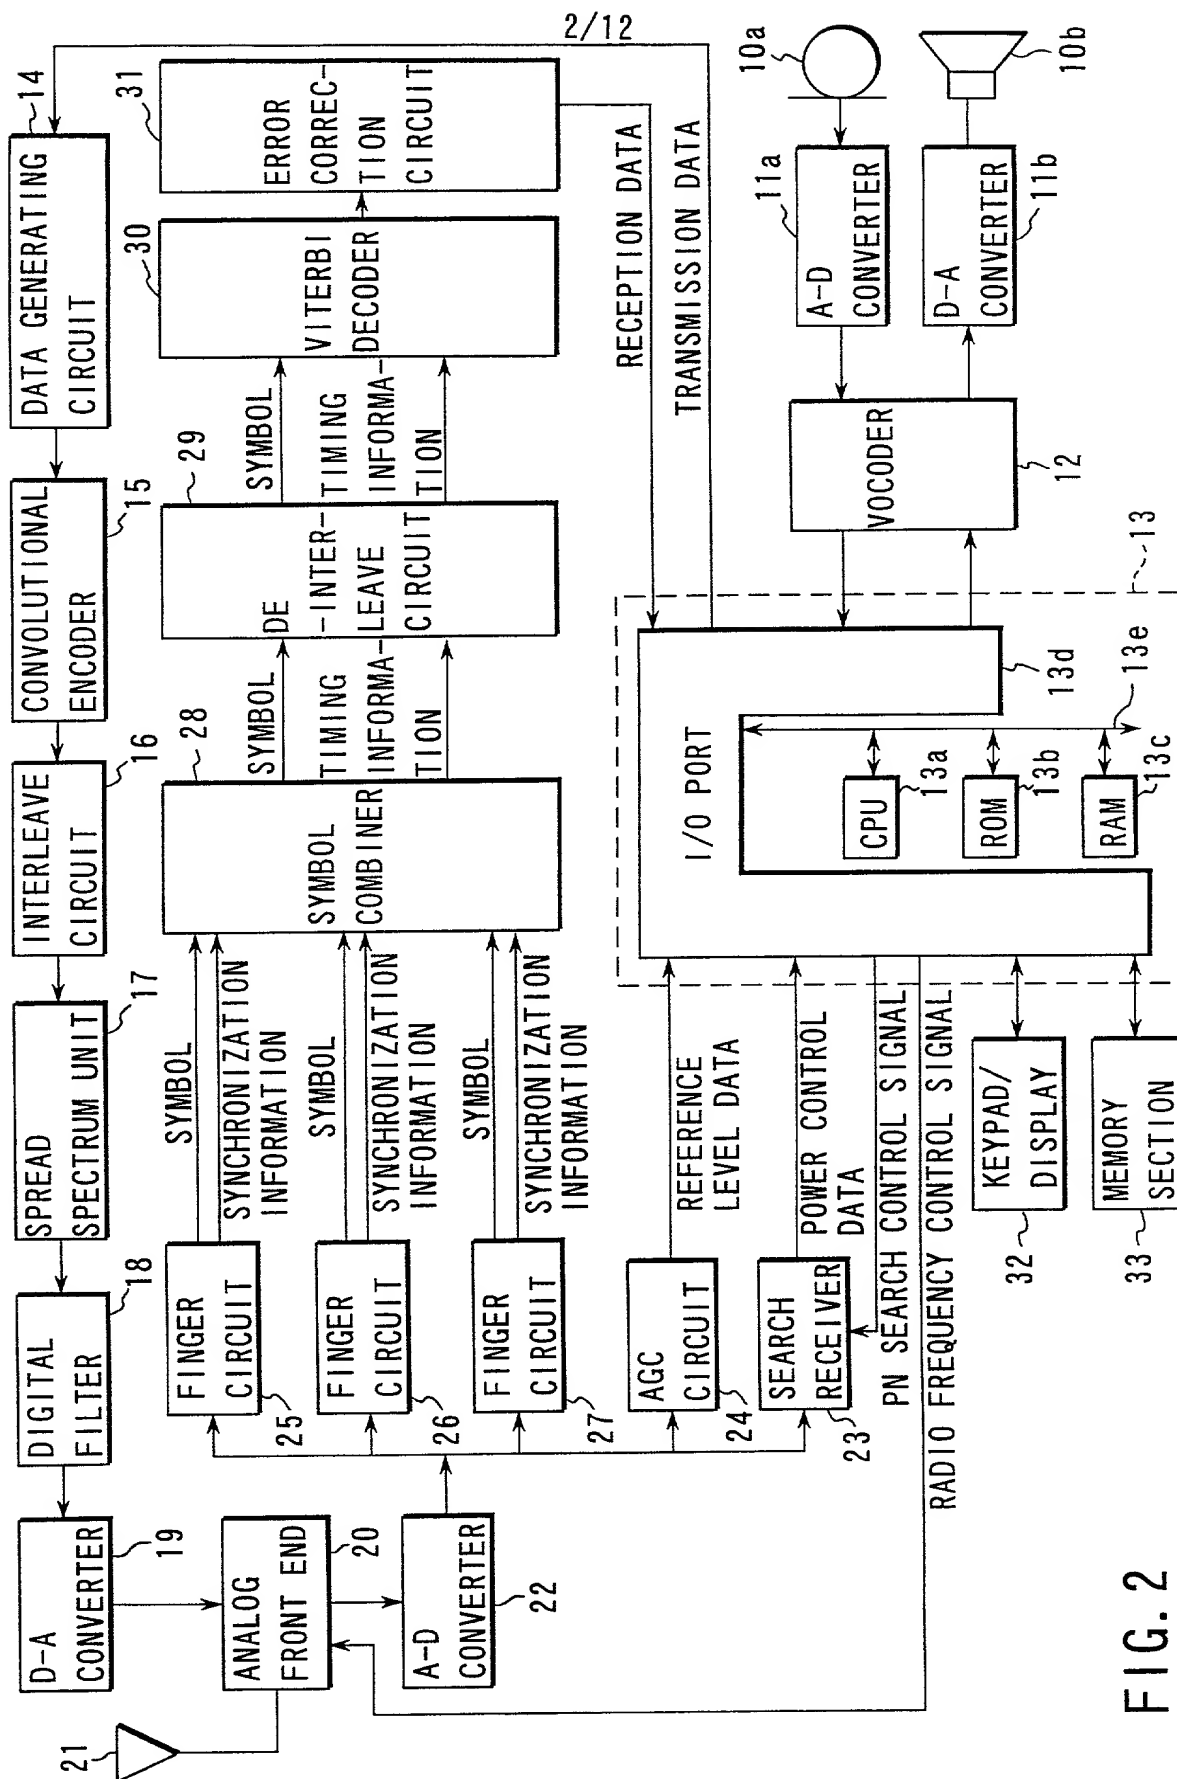 2/12
21
D-A
CONVERTER
19
DIGITAL
FILTER
18
SPREAD
SPECTRUM UNIT
17
INTERLEAVE
CIRCUIT
16
CONVOLUTIONAL
ENCODER
15
DATA GENERATING
CIRCUIT
14
ANALOG
FRONT END
20
A-D
CONVERTER
22
FINGER
CIRCUIT
25
SYMBOL
SYNCHRONIZATION
INFORMATION
FINGER
CIRCUIT
26
SYMBOL
SYNCHRONIZATION
INFORMATION
FINGER
CIRCUIT
27
SYMBOL
SYNCHRONIZATION
INFORMATION
SYMBOL
COMBINER
28
SYMBOL
TIMING
INFORMA-
TION
DE
-INTER-
LEAVE
CIRCUIT
29
SYMBOL
TIMING
INFORMA-
TION
VITERBI
DECODER
30
ERROR
CORREC-
TION
CIRCUIT
31
AGC
CIRCUIT
24
REFERENCE
LEVEL DATA
SEARCH
RECEIVER
23
POWER CONTROL
DATA
PN SEARCH CONTROL SIGNAL
RADIO FREQUENCY CONTROL SIGNAL
RECEPTION DATA
TRANSMISSION DATA
I/O PORT
13d
CPU
13a
ROM
13b
RAM
13c
13e
13
VOCODER
12
A-D
CONVERTER
11a
10a
D-A
CONVERTER
11b
10b
KEYPAD/
DISPLAY
32
MEMORY
SECTION
33
FIG. 2